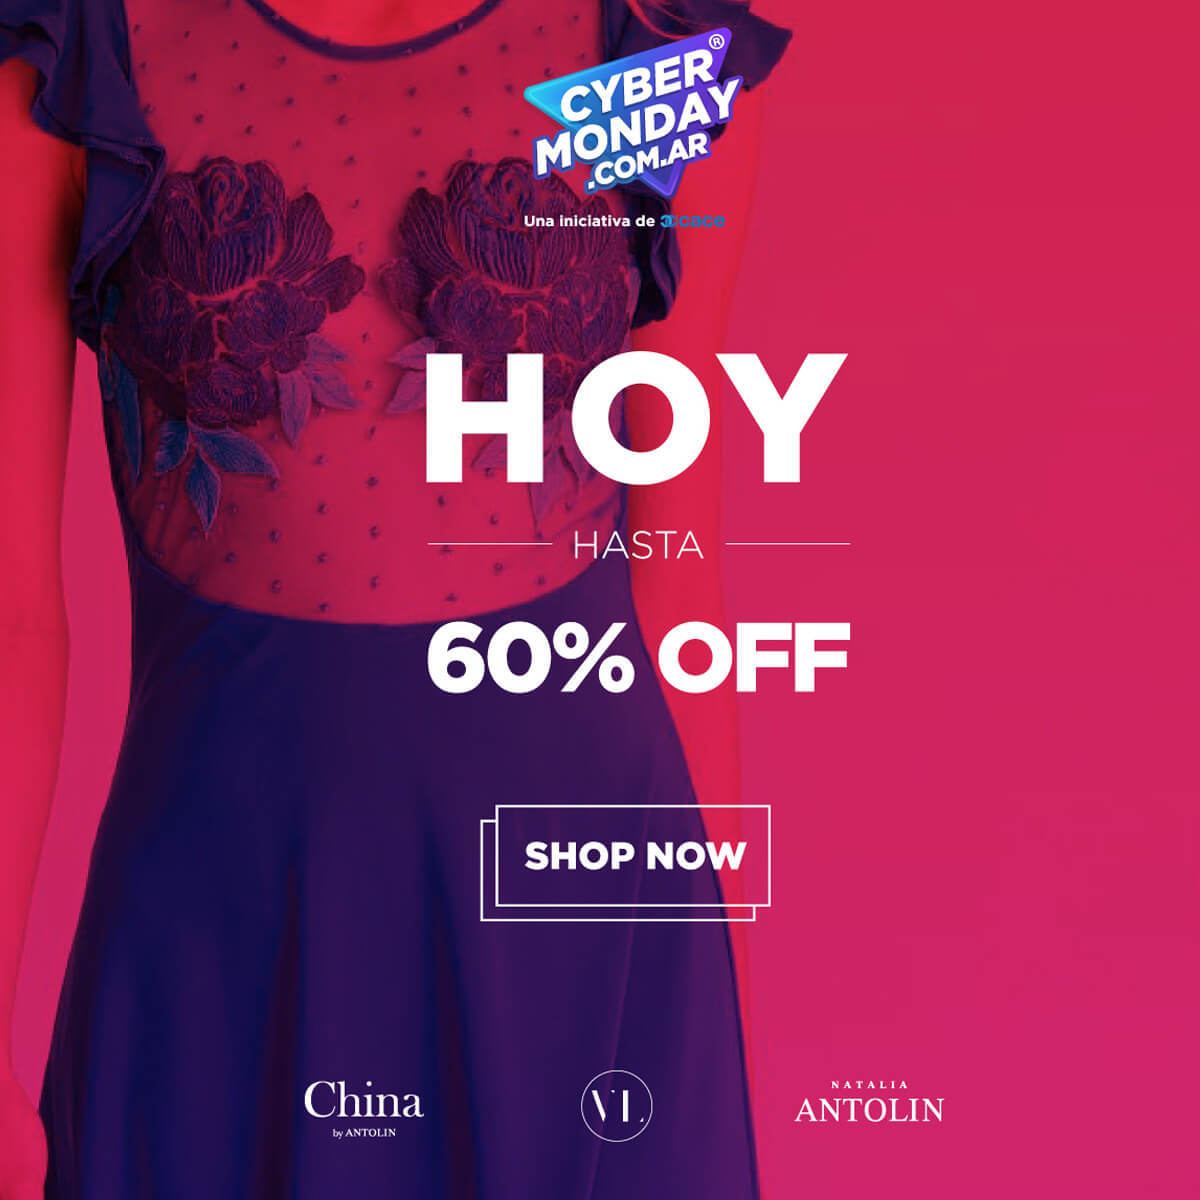 CYBER®
MONDAY
.COM.AR
Una iniciativa de cace
HOY
HASTA
60% OFF
SHOP NOW
China
by ANTOLIN
VL
NATALIA
ANTOLIN